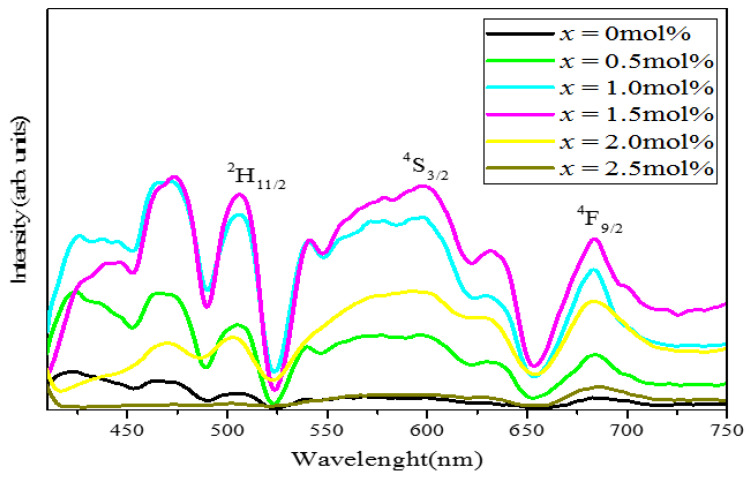 x = 0mol%
x = 0.5mol%
x = 1.0mol%
x = 1.5mol%
x = 2.0mol%
x = 2.5mol%
²H₁₁/₂
⁴S₃/₂
⁴F₉/₂
Intensity (arb. units)
450 500 550 600 650 700 750
Wavelenght(nm)